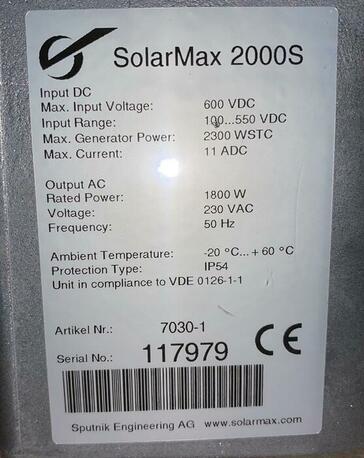 SolarMax 2000S
Input DC
Max. Input Voltage: 600 VDC
Input Range: 100...550 VDC
Max. Generator Power: 2300 WSTC
Max. Current: 11 ADC
Output AC
Rated Power: 1800 W
Voltage: 230 VAC
Frequency: 50 Hz
Ambient Temperature: -20 °C...+ 60 °C
Protection Type: IP54
Unit in compliance to VDE 0126-1-1
Artikel Nr.: 7030-1
Serial No.: 117979
CE
Sputnik Engineering AG www.solarmax.com